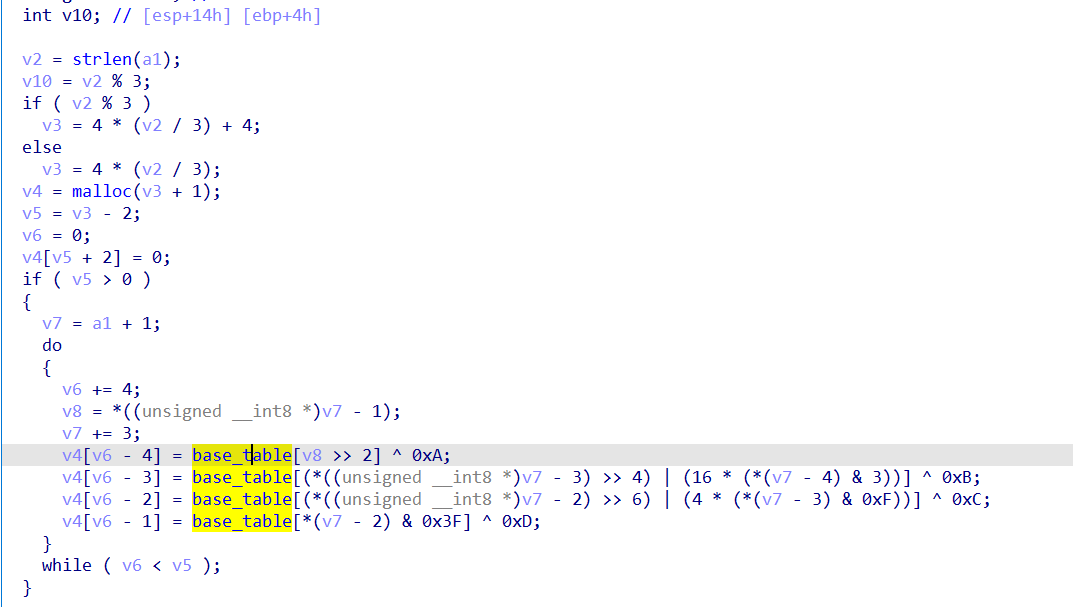 int v10; // [esp+14h] [ebp+4h]
v2 = strlen(a1);
v10 = v2 % 3;
if ( v2 % 3 )
v3 = 4 * (v2 / 3) + 4;
else
v3 = 4 * (v2 / 3);
v4 = malloc(v3 + 1);
v5 = v3 - 2;
v6 = 0;
v4[v5 + 2] = 0;
if ( v5 > 0 )
{
v7 = a1 + 1;
do
{
v6 += 4;
v8 = *((unsigned __int8 *)v7 - 1);
v7 += 3;
v4[v6 - 4] = base_table[v8 >> 2] ^ 0xA;
v4[v6 - 3] = base_table[(*((unsigned __int8 *)v7 - 3) >> 4) | (16 * (*(v7 - 4) & 3))] ^ 0xB;
v4[v6 - 2] = base_table[(*((unsigned __int8 *)v7 - 2) >> 6) | (4 * (*(v7 - 3) & 0xF))] ^ 0xC;
v4[v6 - 1] = base_table[*(v7 - 2) & 0x3F] ^ 0xD;
}
while ( v6 < v5 );
}